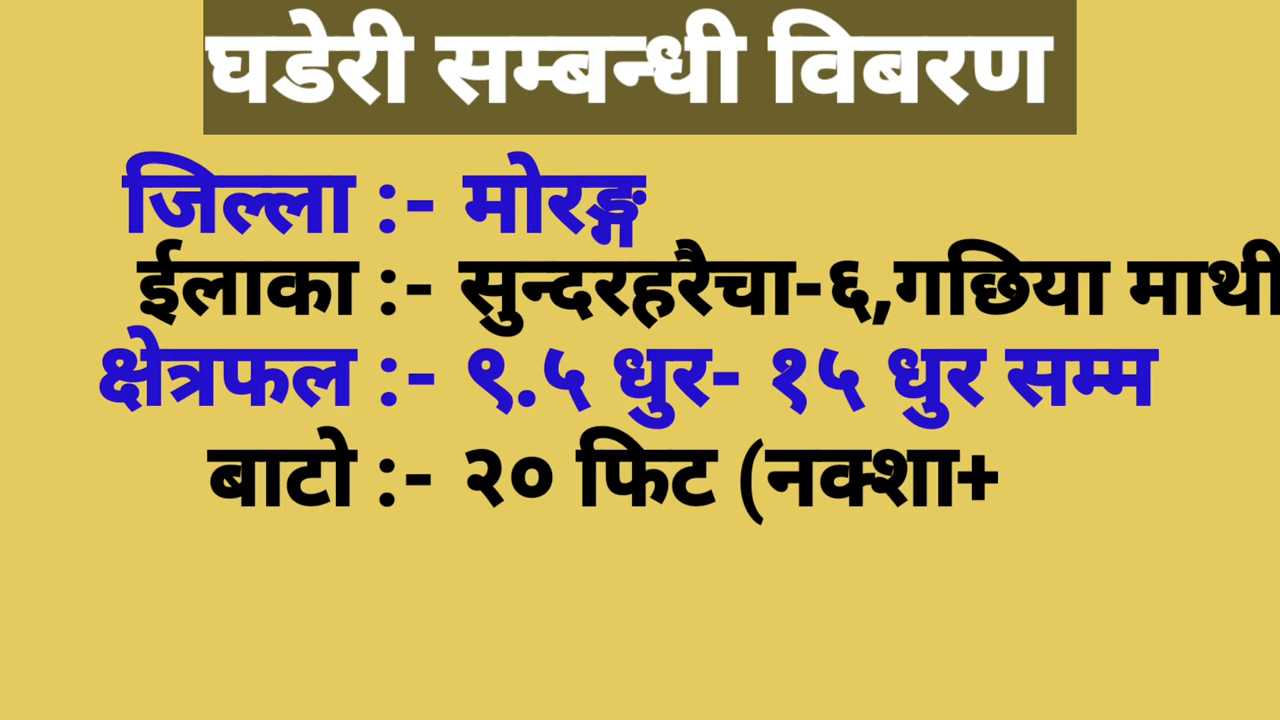 घडेरी सम्बन्धी विबरण
जिल्ला :- मोरङ्ग
ईलाका :- सुन्दरहरैचा-६,गछिया माथी
क्षेत्रफल :- ९.५ धुर- १५ धुर सम्म
बाटो :- २० फिट (नक्शा+